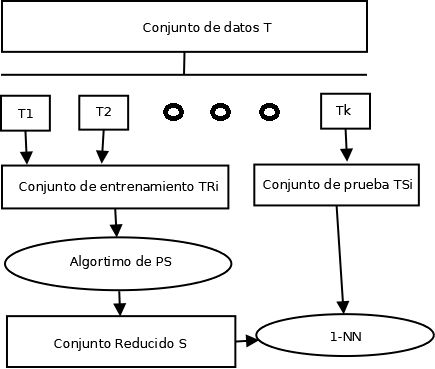 Conjunto de datos T
T1
T2
Tk
Conjunto de entrenamiento TRi
Conjunto de prueba TSi
Algortimo de PS
Conjunto Reducido S
1-NN